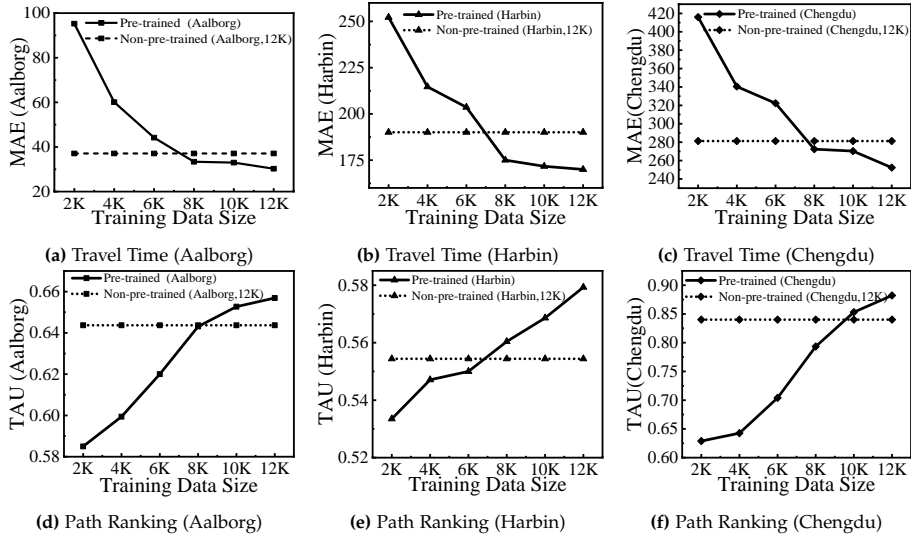 100
80
60
40
20
MAE (Aalborg)
Pre-trained (Aalborg)
Non-pre-trained (Aalborg,12K)
2K 4K 6K 8K 10K 12K
Training Data Size
(a) Travel Time (Aalborg)
250
225
200
175
MAE (Harbin)
Pre-trained (Harbin)
Non-pre-trained (Harbin,12K)
2K 4K 6K 8K 10K 12K
Training Data Size
(b) Travel Time (Harbin)
420
400
380
360
340
320
300
280
260
240
MAE(Chengdu)
Pre-trained (Chengdu)
Non-pre-trained (Chengdu,12K)
2K 4K 6K 8K 10K 12K
Training Data Size
(c) Travel Time (Chengdu)
0.66
0.64
0.62
0.60
0.58
TAU (Aalborg)
Pre-trained (Aalborg)
Non-pre-trained (Aalborg,12K)
2K 4K 6K 8K 10K 12K
Training Data Size
(d) Path Ranking (Aalborg)
0.58
0.56
0.54
0.52
TAU (Harbin)
Pre-trained (Harbin)
Non-pre-trained (Harbin,12K)
2K 4K 6K 8K 10K 12K
Training Data Size
(e) Path Ranking (Harbin)
0.90
0.85
0.80
0.75
0.70
0.65
0.60
TAU(Chengdu)
Pre-trained (Chengdu)
Non-pre-trained (Chengdu,12K)
2K 4K 6K 8K 10K 12K
Training Data Size
(f) Path Ranking (Chengdu)